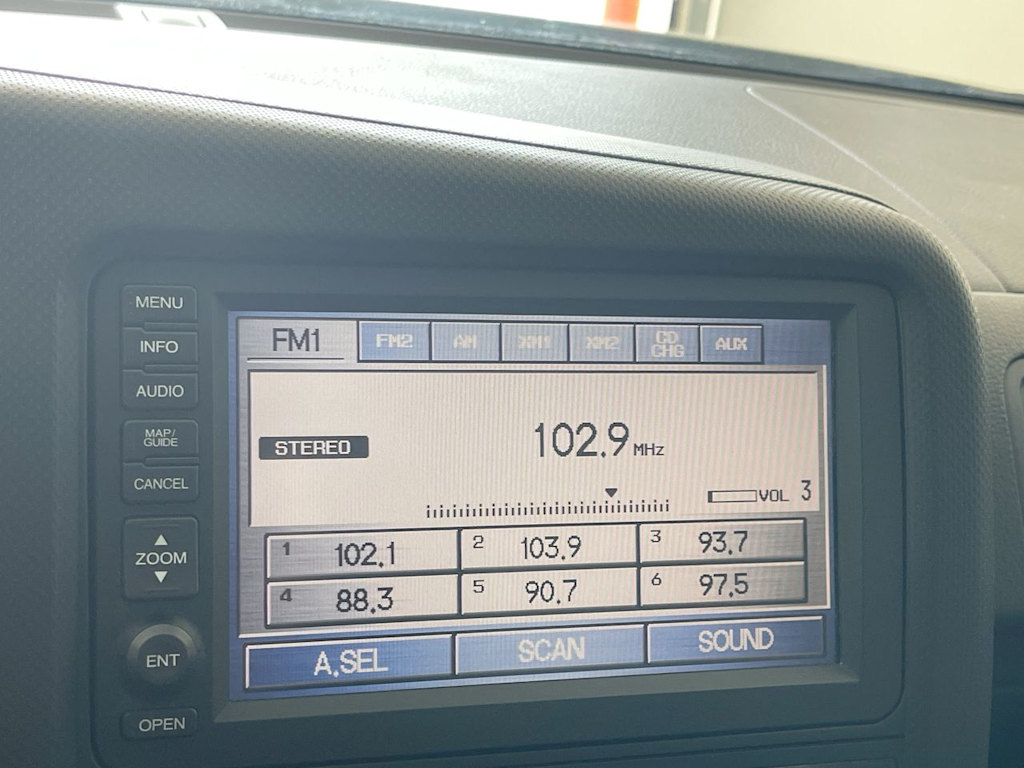 MENU
INFO
AUDIO
MAP/
GUIDE
CANCEL
ZOOM
ENT
OPEN
FM1 FM2 AM XM1 XM2 CD CHG AUX
STEREO 102.9 MHz
VOL 3
1 102.1 2 103.9 3 93.7
4 88.3 5 90.7 6 97.5
A.SEL SCAN SOUND